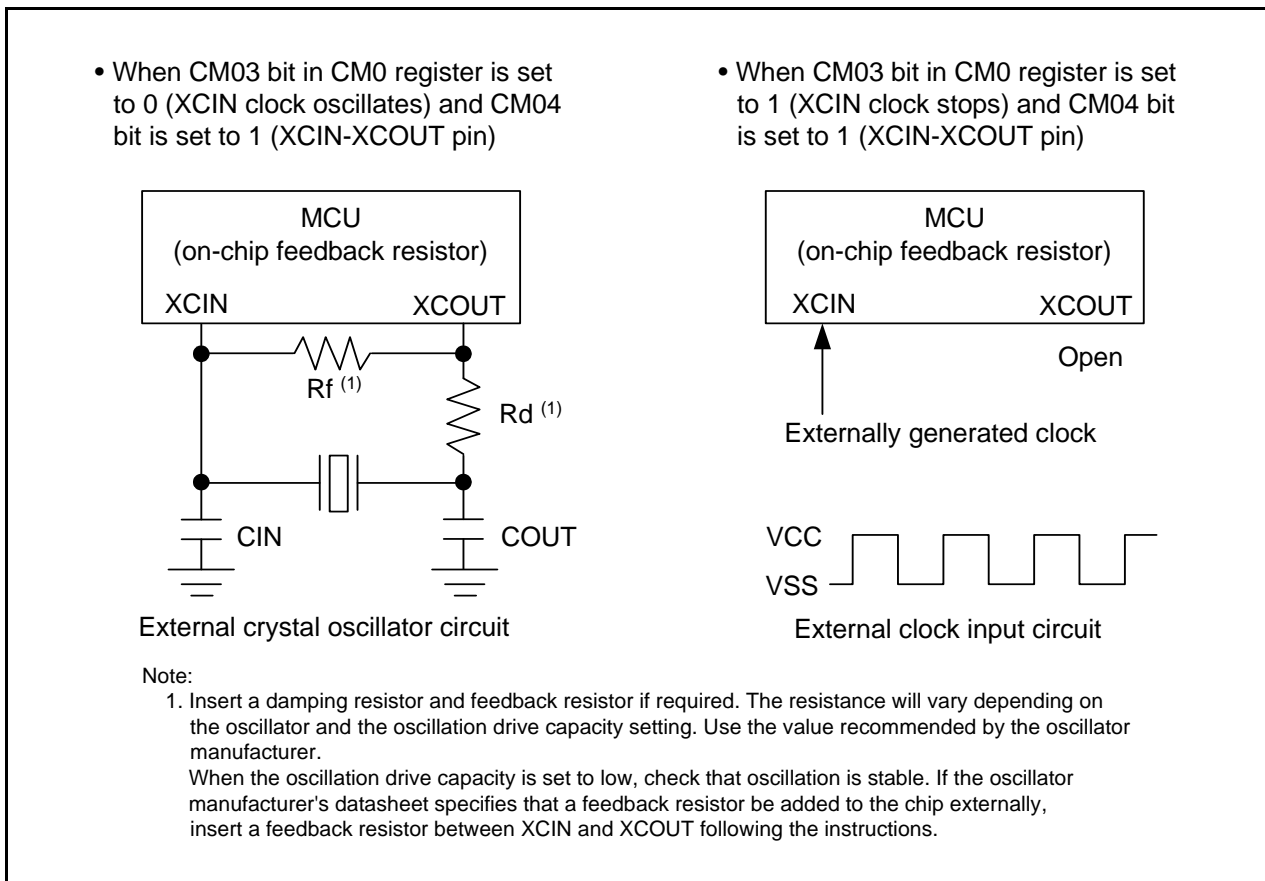 • When CM03 bit in CM0 register is set
to 0 (XCIN clock oscillates) and CM04
bit is set to 1 (XCIN-XCOUT pin)
MCU
(on-chip feedback resistor)
XCIN
XCOUT
Rf (1)
Rd (1)
CIN
COUT
External crystal oscillator circuit
• When CM03 bit in CM0 register is set
to 1 (XCIN clock stops) and CM04 bit
is set to 1 (XCIN-XCOUT pin)
MCU
(on-chip feedback resistor)
XCIN
XCOUT
Open
Externally generated clock
VCC
VSS
External clock input circuit
Note:
1. Insert a damping resistor and feedback resistor if required. The resistance will vary depending on
the oscillator and the oscillation drive capacity setting. Use the value recommended by the oscillator
manufacturer.
When the oscillation drive capacity is set to low, check that oscillation is stable. If the oscillator
manufacturer's datasheet specifies that a feedback resistor be added to the chip externally,
insert a feedback resistor between XCIN and XCOUT following the instructions.